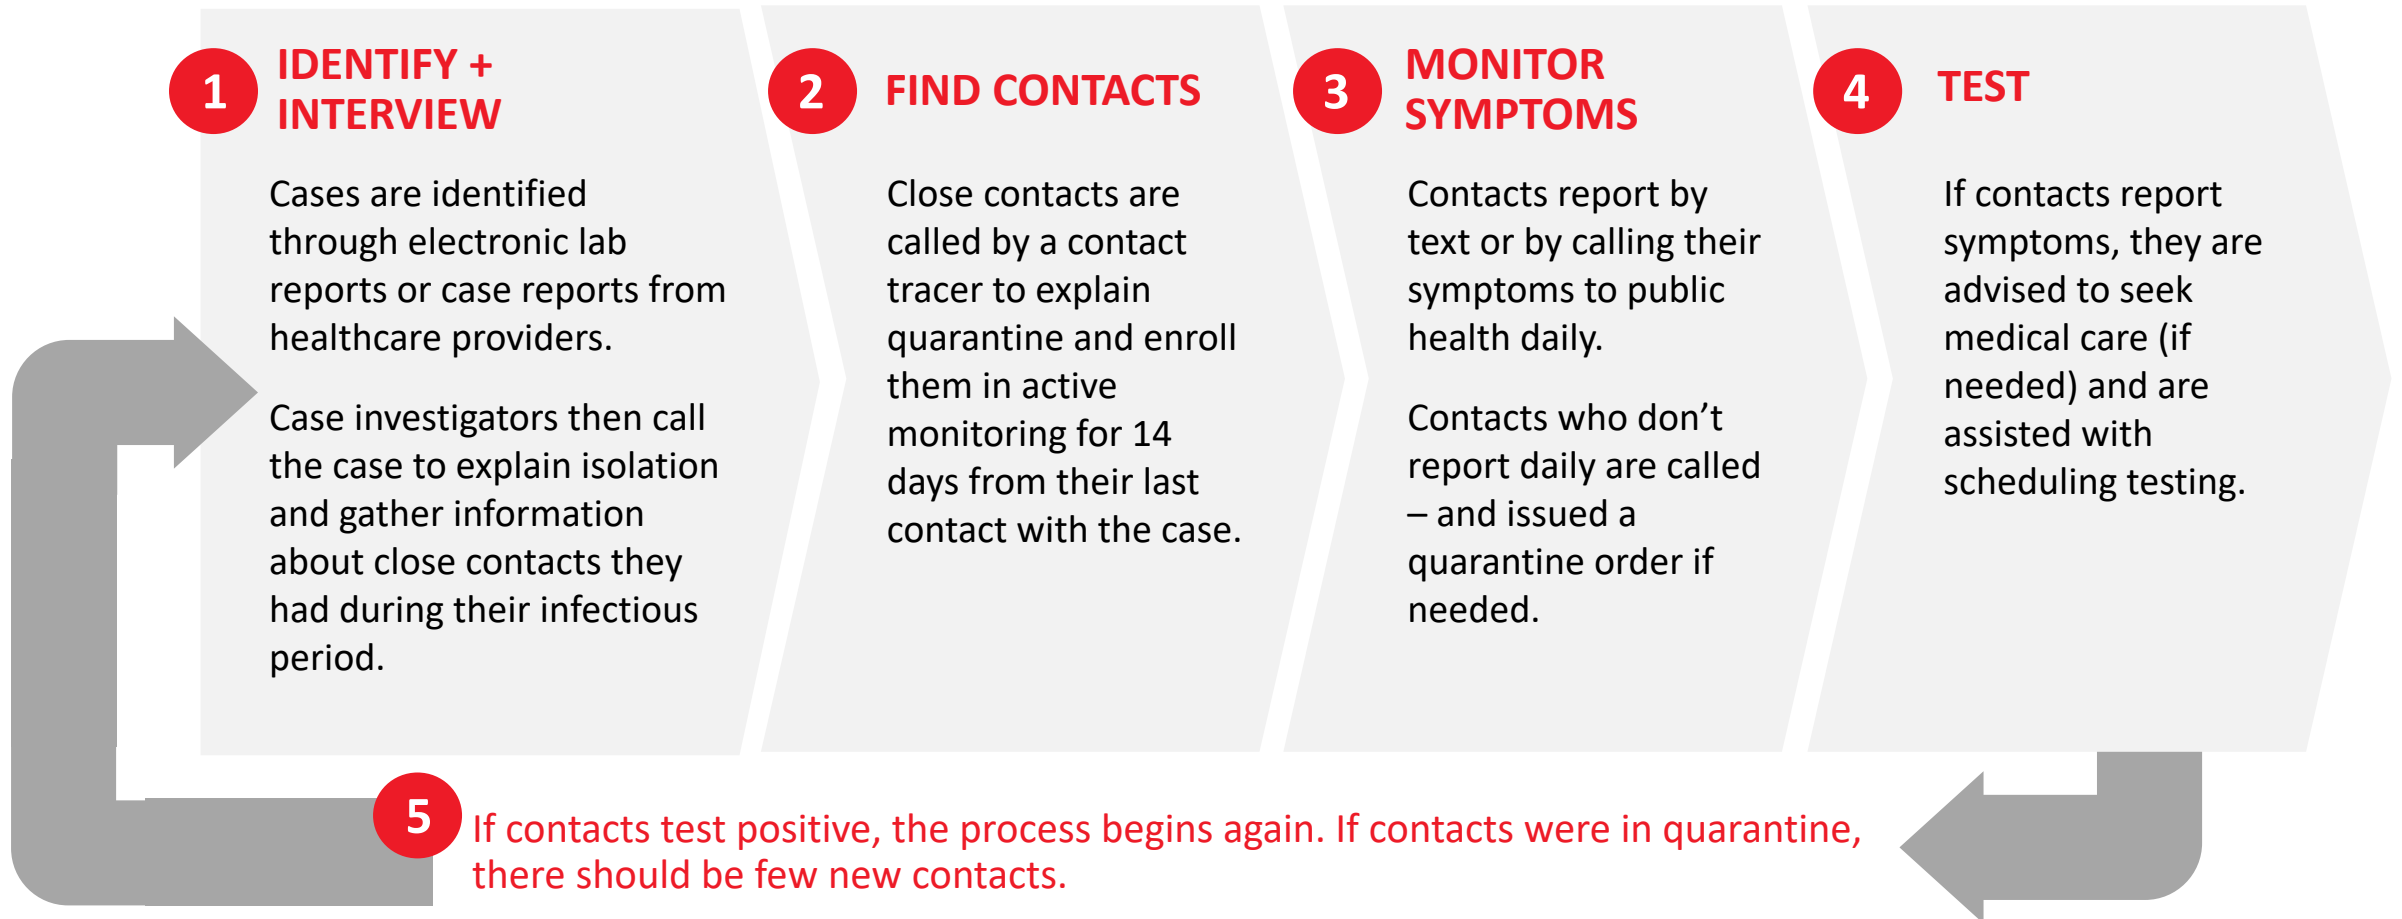 1
IDENTIFY +
INTERVIEW
Cases are identified
through electronic lab
reports or case reports from
healthcare providers.
Case investigators then call
the case to explain isolation
and gather information
about close contacts they
had during their infectious
period.
2
FIND CONTACTS
Close contacts are
called by a contact
tracer to explain
quarantine and enroll
them in active
monitoring for 14
days from their last
contact with the case.
3
MONITOR
SYMPTOMS
Contacts report by
text or by calling their
symptoms to public
health daily.
Contacts who don’t
report daily are called
– and issued a
quarantine order if
needed.
4
TEST
If contacts report
symptoms, they are
advised to seek
medical care (if
needed) and are
assisted with
scheduling testing.
5
If contacts test positive, the process begins again. If contacts were in quarantine,
there should be few new contacts.